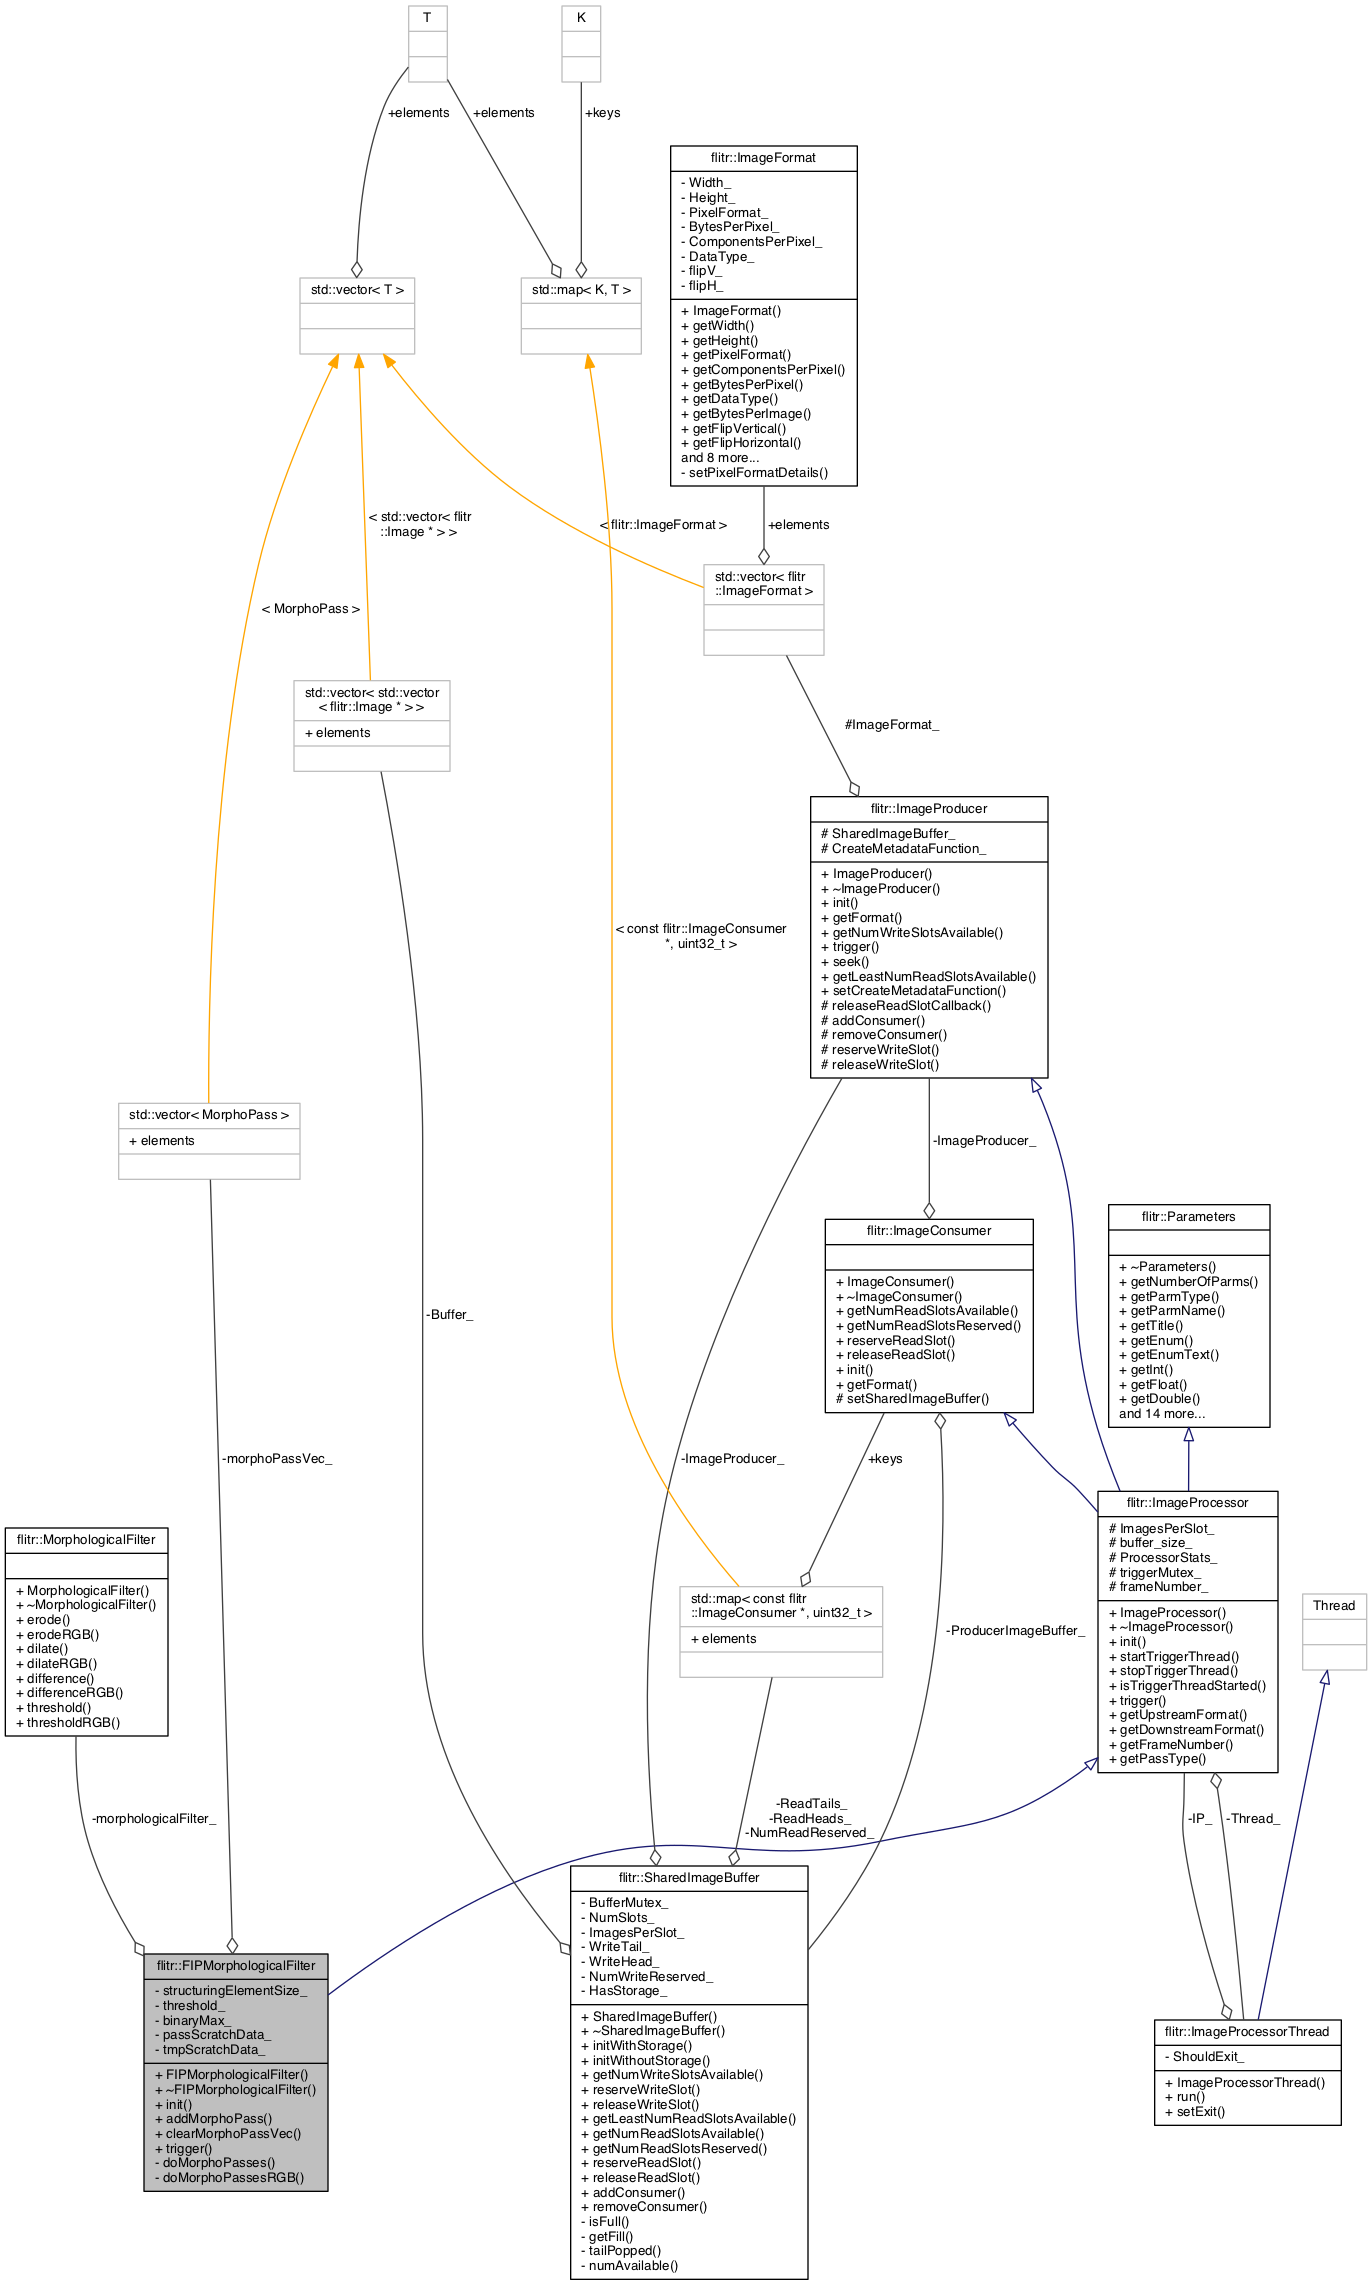 T
K
+elements
+elements
+keys
flitr::ImageFormat
- Width_
- Height_
- PixelFormat_
- BytesPerPixel_
- ComponentsPerPixel_
- DataType_
- flipV_
- flipH_
+ ImageFormat()
+ getWidth()
+ getHeight()
+ getPixelFormat()
+ getComponentsPerPixel()
+ getBytesPerPixel()
+ getDataType()
+ getBytesPerImage()
+ getFlipVertical()
+ getFlipHorizontal()
and 8 more...
- setPixelFormatDetails()
std::vector< T >
std::map< K, T >
< std::vector< flitr
::Image * > >
< flitr::ImageFormat >
+elements
std::vector< flitr
::ImageFormat >
< MorphoPass >
std::vector< std::vector
< flitr::Image * > >
+ elements
#ImageFormat_
flitr::ImageProducer
# SharedImageBuffer_
# CreateMetadataFunction_
+ ImageProducer()
+ ~ImageProducer()
+ init()
+ getFormat()
+ getNumWriteSlotsAvailable()
+ trigger()
+ seek()
+ getLeastNumReadSlotsAvailable()
+ setCreateMetadataFunction()
# releaseReadSlotCallback()
# addConsumer()
# removeConsumer()
# reserveWriteSlot()
# releaseWriteSlot()
< const flitr::ImageConsumer
*, uint32_t >
std::vector< MorphoPass >
+ elements
-ImageProducer_
flitr::ImageConsumer
+ ImageConsumer()
+ ~ImageConsumer()
+ getNumReadSlotsAvailable()
+ getNumReadSlotsReserved()
+ reserveReadSlot()
+ releaseReadSlot()
+ init()
+ getFormat()
# setSharedImageBuffer()
flitr::Parameters
+ ~Parameters()
+ getNumberOfParms()
+ getParmType()
+ getParmName()
+ getTitle()
+ getEnum()
+ getEnumText()
+ getInt()
+ getFloat()
+ getDouble()
and 14 more...
-Buffer_
-morphoPassVec_
-ImageProducer_
+keys
flitr::MorphologicalFilter
+ MorphologicalFilter()
+ ~MorphologicalFilter()
+ erode()
+ erodeRGB()
+ dilate()
+ dilateRGB()
+ difference()
+ differenceRGB()
+ threshold()
+ thresholdRGB()
std::map< const flitr
::ImageConsumer *, uint32_t >
+ elements
-ProducerImageBuffer_
flitr::ImageProcessor
# ImagesPerSlot_
# buffer_size_
# ProcessorStats_
# triggerMutex_
# frameNumber_
+ ImageProcessor()
+ ~ImageProcessor()
+ init()
+ startTriggerThread()
+ stopTriggerThread()
+ isTriggerThreadStarted()
+ trigger()
+ getUpstreamFormat()
+ getDownstreamFormat()
+ getFrameNumber()
+ getPassType()
Thread
-morphologicalFilter_
-ReadTails_
-ReadHeads_
-NumReadReserved_
-IP_
-Thread_
flitr::FIPMorphologicalFilter
- structuringElementSize_
- threshold_
- binaryMax_
- passScratchData_
- tmpScratchData_
+ FIPMorphologicalFilter()
+ ~FIPMorphologicalFilter()
+ init()
+ addMorphoPass()
+ clearMorphoPassVec()
+ trigger()
- doMorphoPasses()
- doMorphoPassesRGB()
flitr::SharedImageBuffer
- BufferMutex_
- NumSlots_
- ImagesPerSlot_
- WriteTail_
- WriteHead_
- NumWriteReserved_
- HasStorage_
+ SharedImageBuffer()
+ ~SharedImageBuffer()
+ initWithStorage()
+ initWithoutStorage()
+ getNumWriteSlotsAvailable()
+ reserveWriteSlot()
+ releaseWriteSlot()
+ getLeastNumReadSlotsAvailable()
+ getNumReadSlotsAvailable()
+ getNumReadSlotsReserved()
+ reserveReadSlot()
+ releaseReadSlot()
+ addConsumer()
+ removeConsumer()
- isFull()
- getFill()
- tailPopped()
- numAvailable()
flitr::ImageProcessorThread
- ShouldExit_
+ ImageProcessorThread()
+ run()
+ setExit()